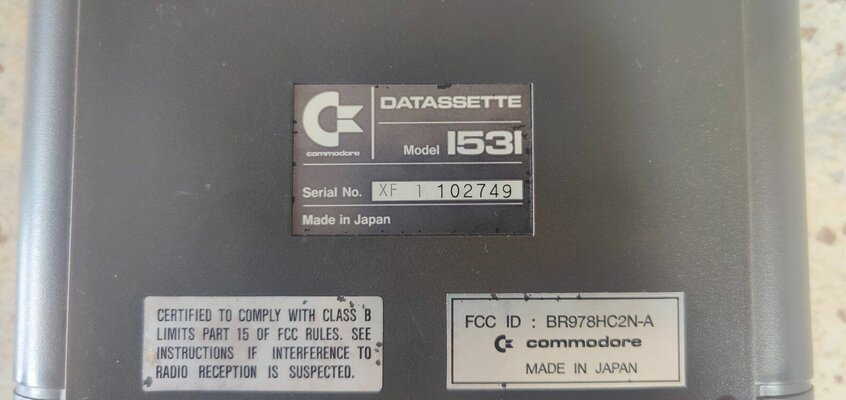 DATASSETTE
commodore
Model 1531
Serial No. XF 1 102749
Made in Japan
CERTIFIED TO COMPLY WITH CLASS B
LIMITS PART 15 OF FCC RULES. SEE
INSTRUCTIONS IF INTERFERENCE TO
RADIO RECEPTION IS SUSPECTED.
FCC ID : BR978HC2N-A
commodore
MADE IN JAPAN